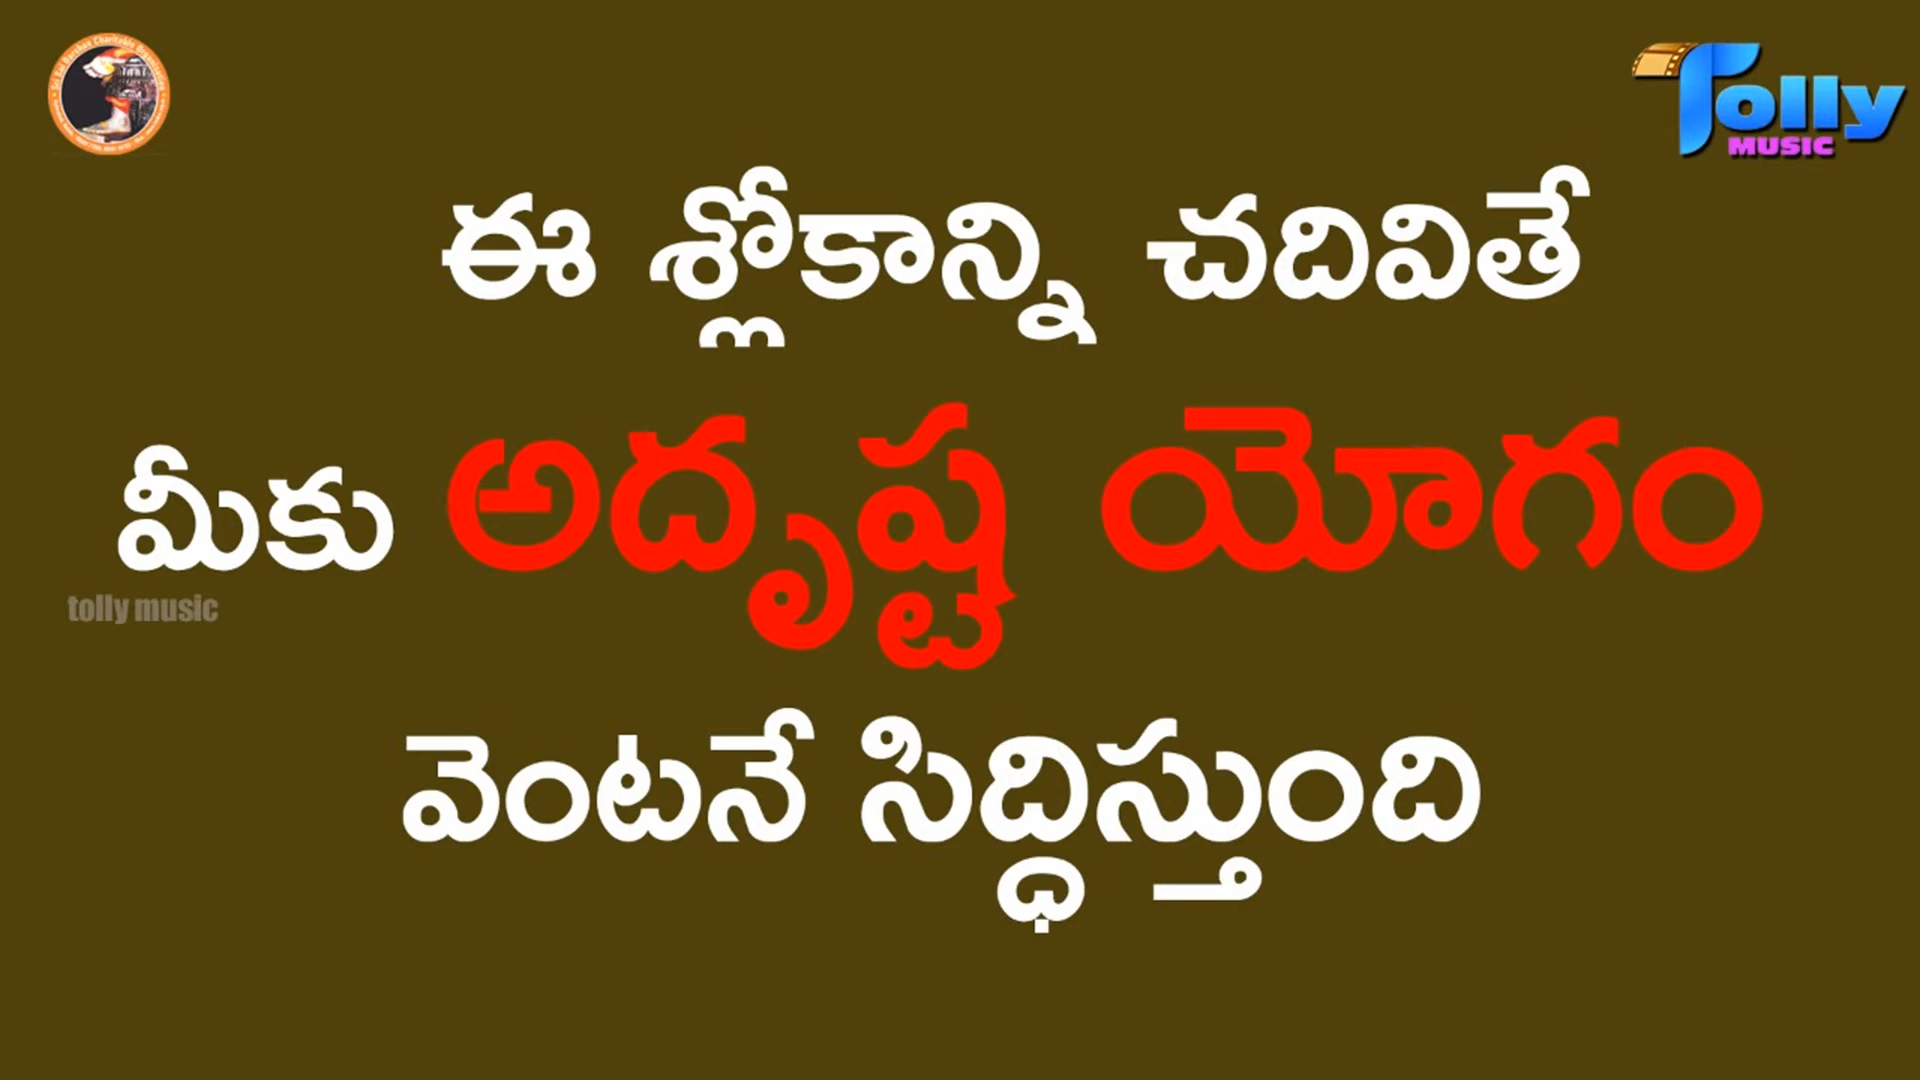 Tolly
MUSIC
ఈ శ్లోకాన్ని చదివితే
మీకు అదృష్ట యోగం
tolly music
వెంటనే సిద్ధిస్తుంది